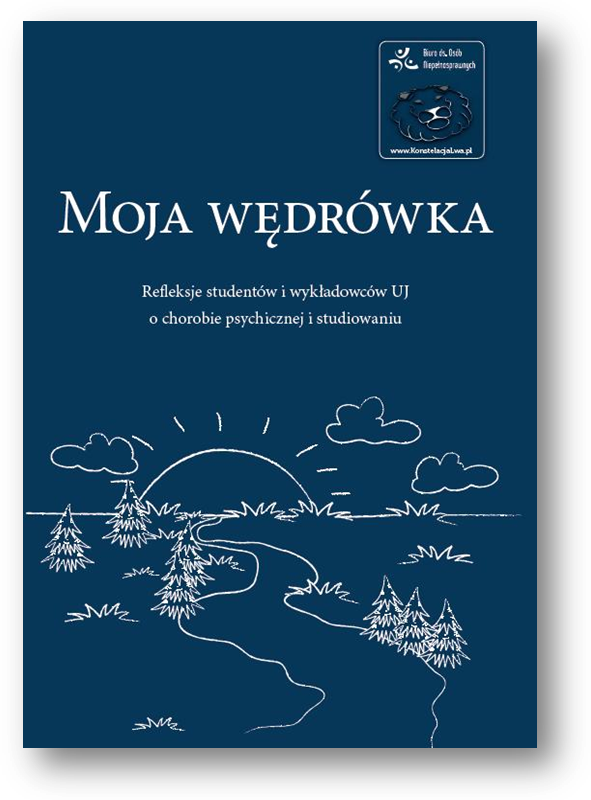 Biuro ds. Osób
Niepełnosprawnych
www.KonstelacjaLwa.pl
Moja wędrówka
Refleksje studentów i wykładowców UJ
o chorobie psychicznej i studiowaniu